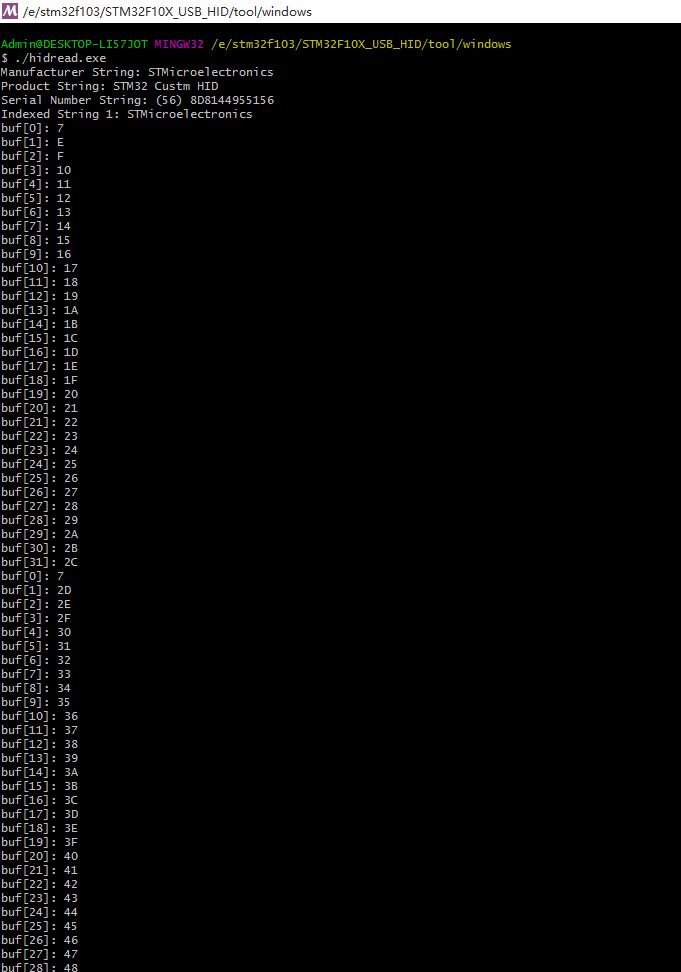 /e/stm32f103/STM32F10X_USB_HID/tool/windows
Admin@DESKTOP-LI57JOT MINGW32 /e/stm32f103/STM32F10X_USB_HID/tool/windows
$ ./hidread.exe
Manufacturer String: STMicroelectronics
Product String: STM32 Custm HID
Serial Number String: (56) 8D8144955156
Indexed String 1: STMicroelectronics
buf[0]: 7
buf[1]: E
buf[2]: F
buf[3]: 10
buf[4]: 11
buf[5]: 12
buf[6]: 13
buf[7]: 14
buf[8]: 15
buf[9]: 16
buf[10]: 17
buf[11]: 18
buf[12]: 19
buf[13]: 1A
buf[14]: 1B
buf[15]: 1C
buf[16]: 1D
buf[17]: 1E
buf[18]: 1F
buf[19]: 20
buf[20]: 21
buf[21]: 22
buf[22]: 23
buf[23]: 24
buf[24]: 25
buf[25]: 26
buf[26]: 27
buf[27]: 28
buf[28]: 29
buf[29]: 2A
buf[30]: 2B
buf[31]: 2C
buf[0]: 7
buf[1]: 2D
buf[2]: 2E
buf[3]: 2F
buf[4]: 30
buf[5]: 31
buf[6]: 32
buf[7]: 33
buf[8]: 34
buf[9]: 35
buf[10]: 36
buf[11]: 37
buf[12]: 38
buf[13]: 39
buf[14]: 3A
buf[15]: 3B
buf[16]: 3C
buf[17]: 3D
buf[18]: 3E
buf[19]: 3F
buf[20]: 40
buf[21]: 41
buf[22]: 42
buf[23]: 43
buf[24]: 44
buf[25]: 45
buf[26]: 46
buf[27]: 47
buf[28]: 48